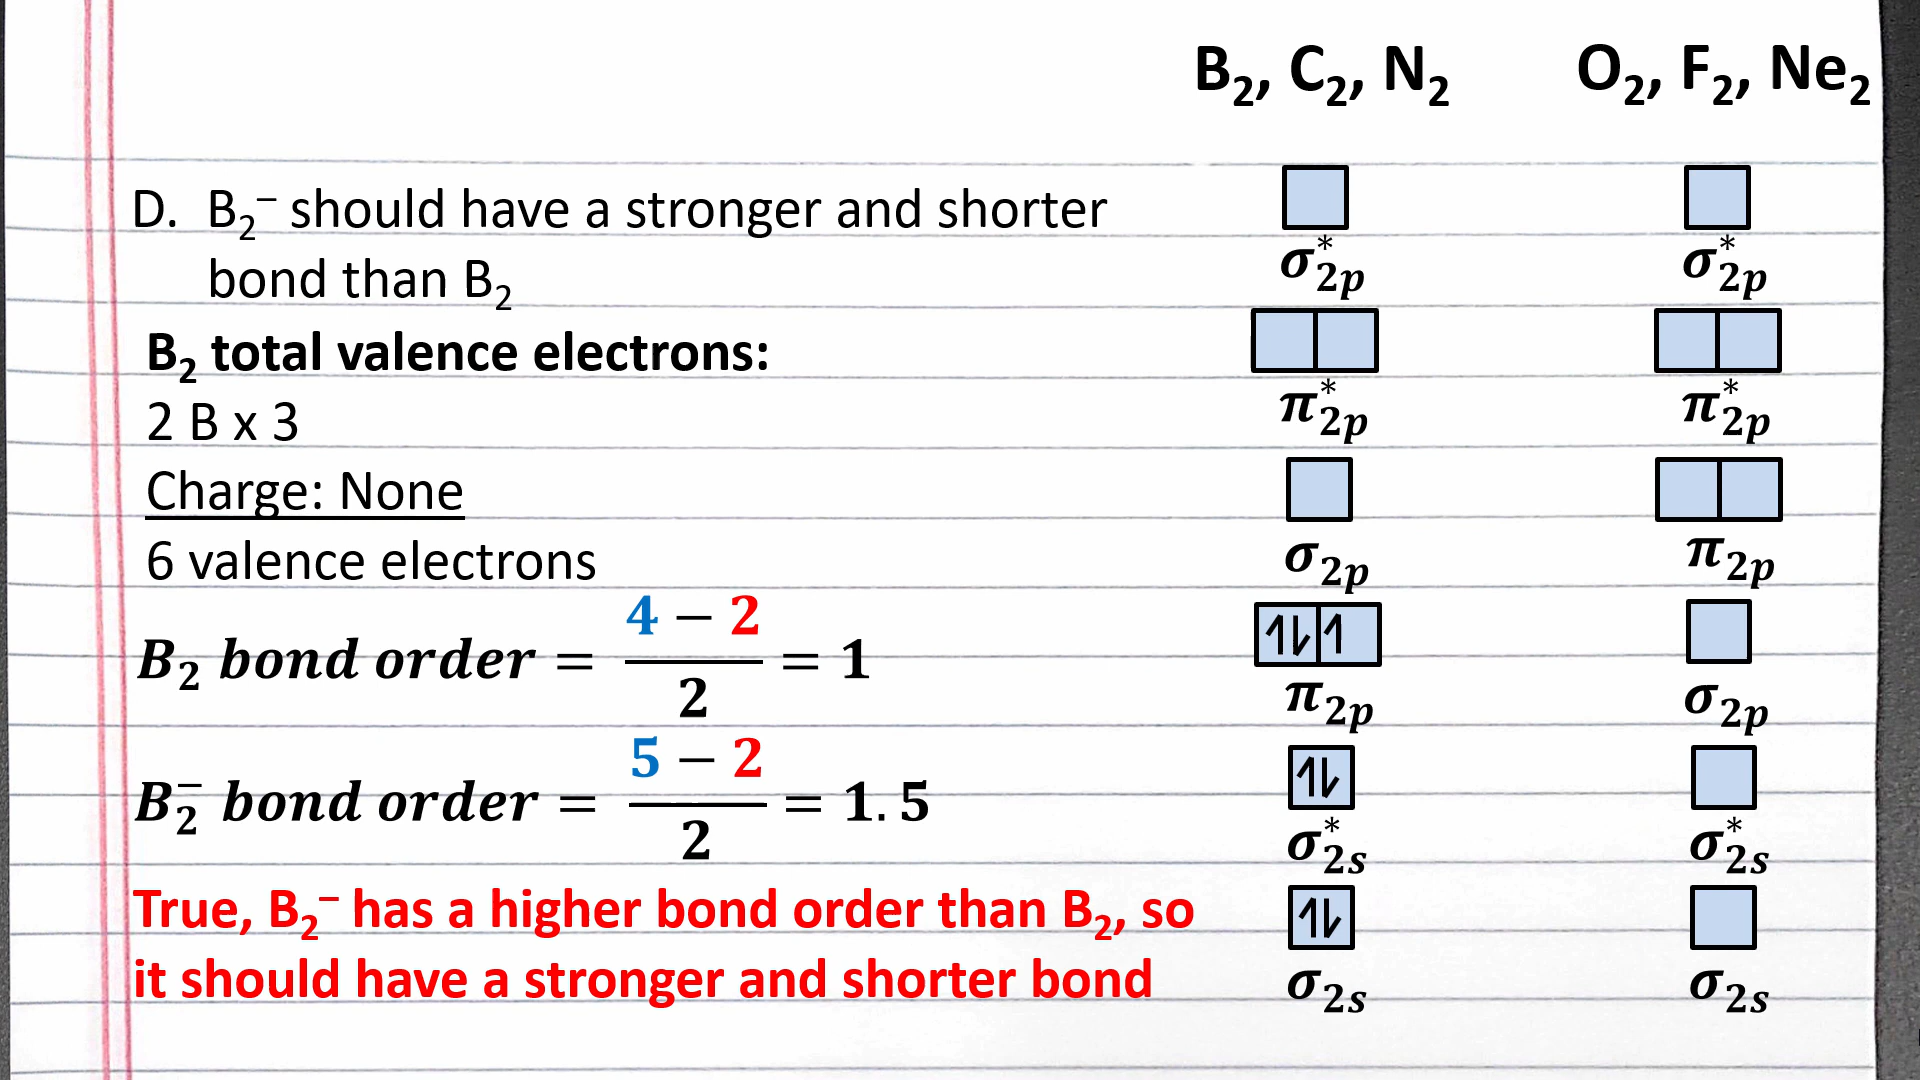 B₂, C₂, N₂
O₂, F₂, Ne₂
D. B₂⁻ should have a stronger and shorter
bond than B₂
B₂ total valence electrons:
2 B x 3
Charge: None
6 valence electrons
B₂ bond order = (4 − 2)/2 = 1
B₂⁻ bond order = (5 − 2)/2 = 1.5
True, B₂⁻ has a higher bond order than B₂, so
it should have a stronger and shorter bond
σ*2p
π*2p
σ2p
⥮ ↿
π2p
⥮
σ*2s
⥮
σ2s
σ*2p
π*2p
π2p
σ2p
σ*2s
σ2s